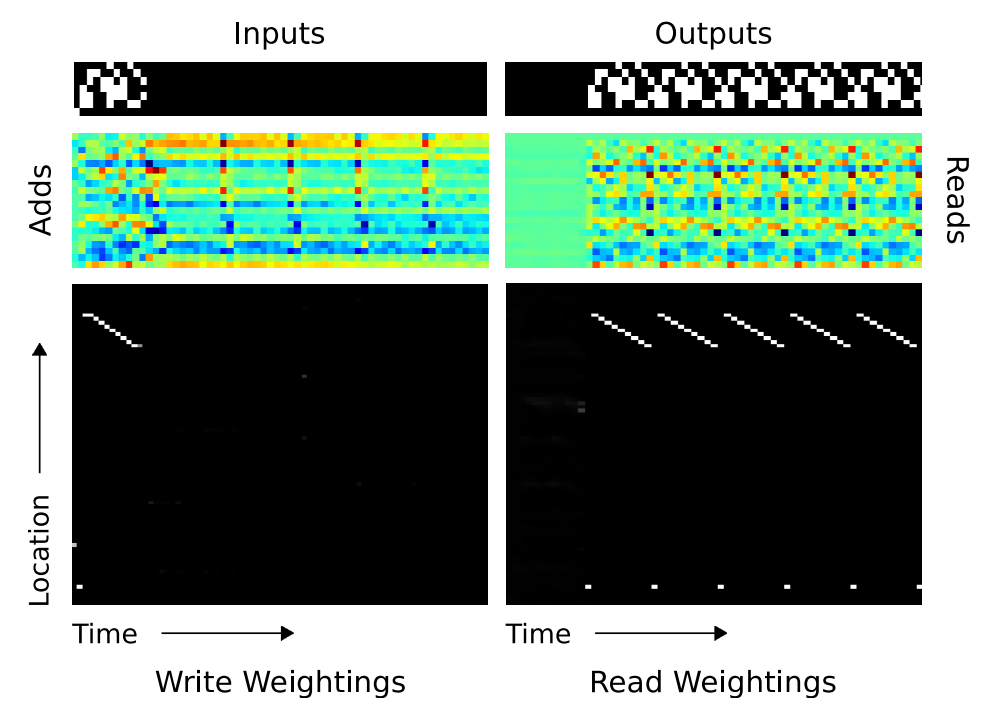 Inputs
Outputs
Adds
Reads
Location
Time
Time
Write Weightings
Read Weightings